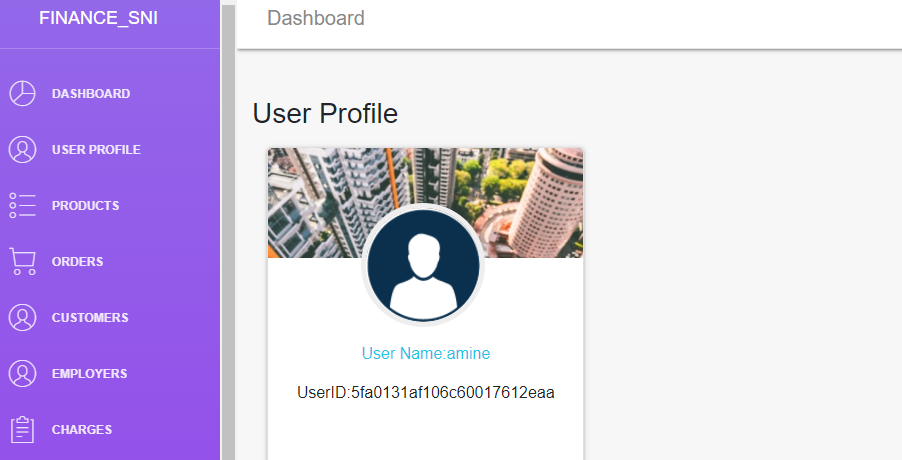 FINANCE_SNI
DASHBOARD
USER PROFILE
PRODUCTS
ORDERS
CUSTOMERS
EMPLOYERS
CHARGES
Dashboard
User Profile
User Name:amine
UserID:5fa0131af106c60017612eaa